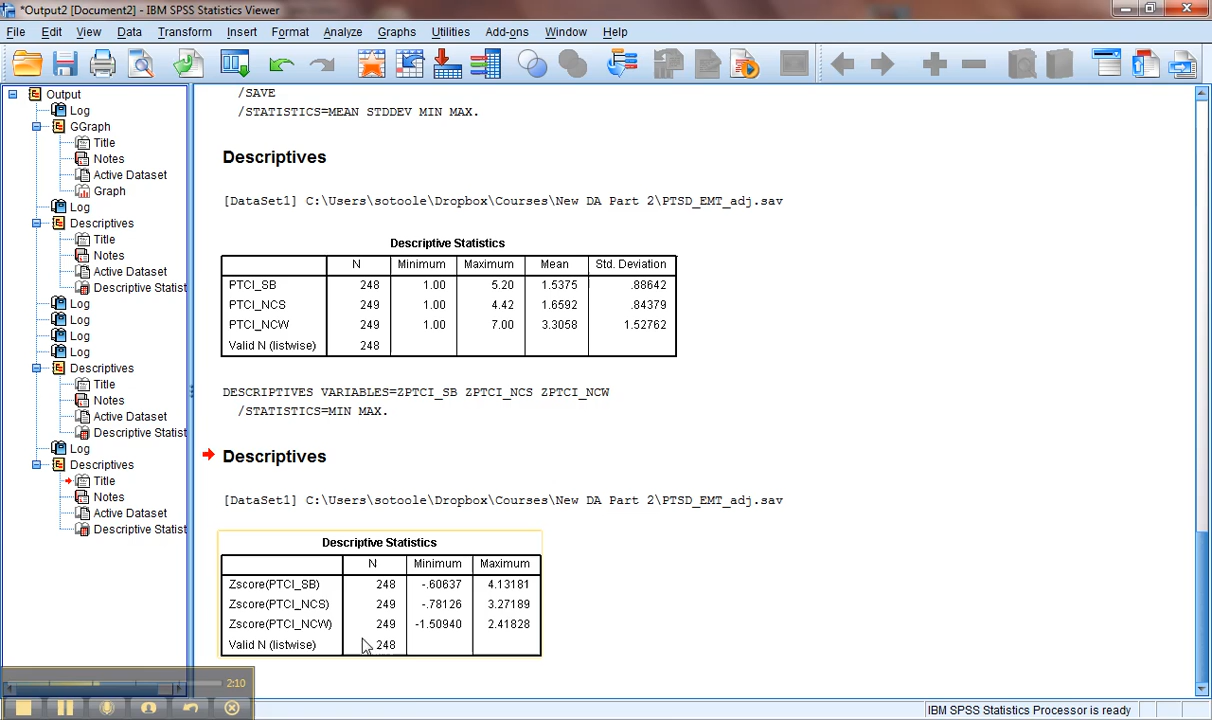 *Output2 [Document2] - IBM SPSS Statistics Viewer
File Edit View Data Transform Insert Format Analyze Graphs Utilities Add-ons Window Help
Output
Log
GGraph
Title
Notes
Active Dataset
Graph
Log
Descriptives
Title
Notes
Active Dataset
Descriptive Statist
Log
Log
Log
Log
Descriptives
Title
Notes
Active Dataset
Descriptive Statist
Log
Descriptives
Title
Notes
Active Dataset
Descriptive Statist
/SAVE
/STATISTICS=MEAN STDDEV MIN MAX.
Descriptives
[DataSet1] C:\Users\sotoole\Dropbox\Courses\New DA Part 2\PTSD_EMT_adj.sav
Descriptive Statistics
N Minimum Maximum Mean Std. Deviation
PTCI_SB 248 1.00 5.20 1.5375 .88642
PTCI_NCS 249 1.00 4.42 1.6592 .84379
PTCI_NCW 249 1.00 7.00 3.3058 1.52762
Valid N (listwise) 248
DESCRIPTIVES VARIABLES=ZPTCI_SB ZPTCI_NCS ZPTCI_NCW
/STATISTICS=MIN MAX.
Descriptives
[DataSet1] C:\Users\sotoole\Dropbox\Courses\New DA Part 2\PTSD_EMT_adj.sav
Descriptive Statistics
N Minimum Maximum
Zscore(PTCI_SB) 248 -.60637 4.13181
Zscore(PTCI_NCS) 249 -.78126 3.27189
Zscore(PTCI_NCW) 249 -1.50940 2.41828
Valid N (listwise) 248
2:10
IBM SPSS Statistics Processor is ready